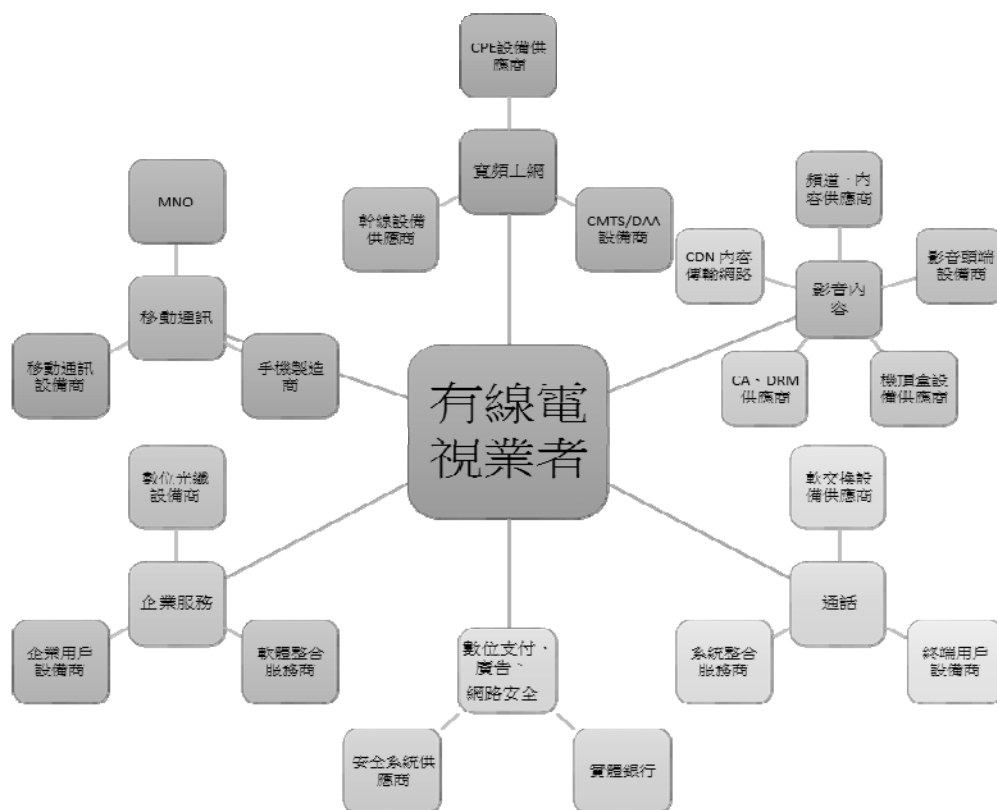 CPE設備供
應商
寬頻上網
幹線設備
供應商
CMTS/DAA
設備商
頻道、內
容供應商
CDN 內容
傳輸網路
影音內
容
影音頭端
設備商
CA、DRM
供應商
機頂盒設
備供應商
MNO
移動通訊
移動通訊
設備商
手機製造
商
有線電
視業者
數位光纖
設備商
企業服務
企業用戶
設備商
軟體整合
服務商
數位支付、
廣告、
網路安全
安全系統供
應商
實體銀行
軟交換設
備供應商
通話
系統整合
服務商
終端用戶
設備商